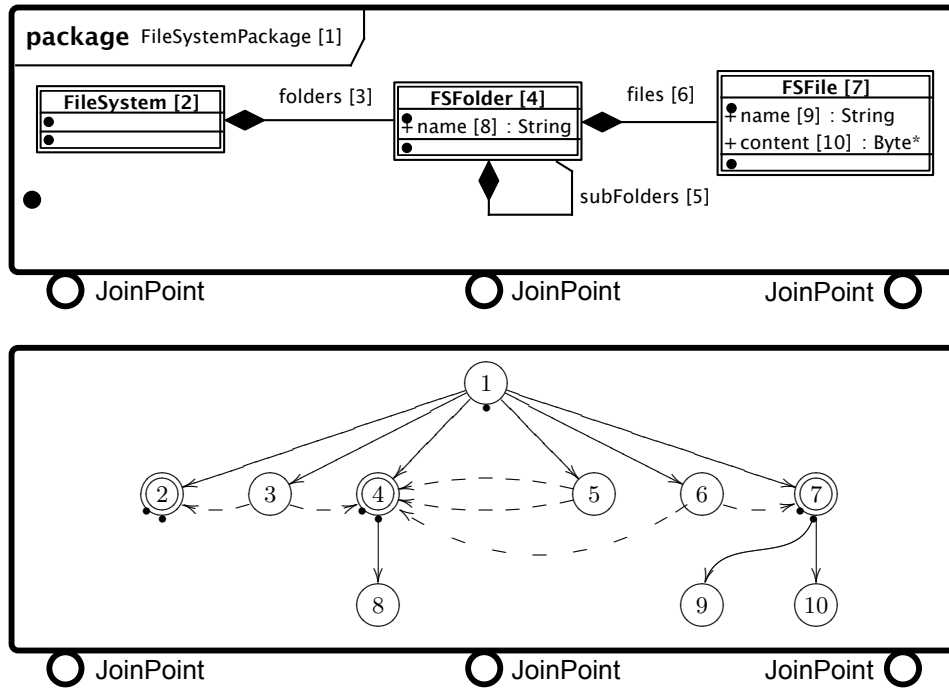 package FileSystemPackage [1]
FileSystem [2]
folders [3]
FSFolder [4]
+ name [8] : String
files [6]
FSFile [7]
+ name [9] : String
+ content [10] : Byte*
subFolders [5]
JoinPoint JoinPoint JoinPoint
1
2 3 4 5 6 7
8 9 10
JoinPoint JoinPoint JoinPoint